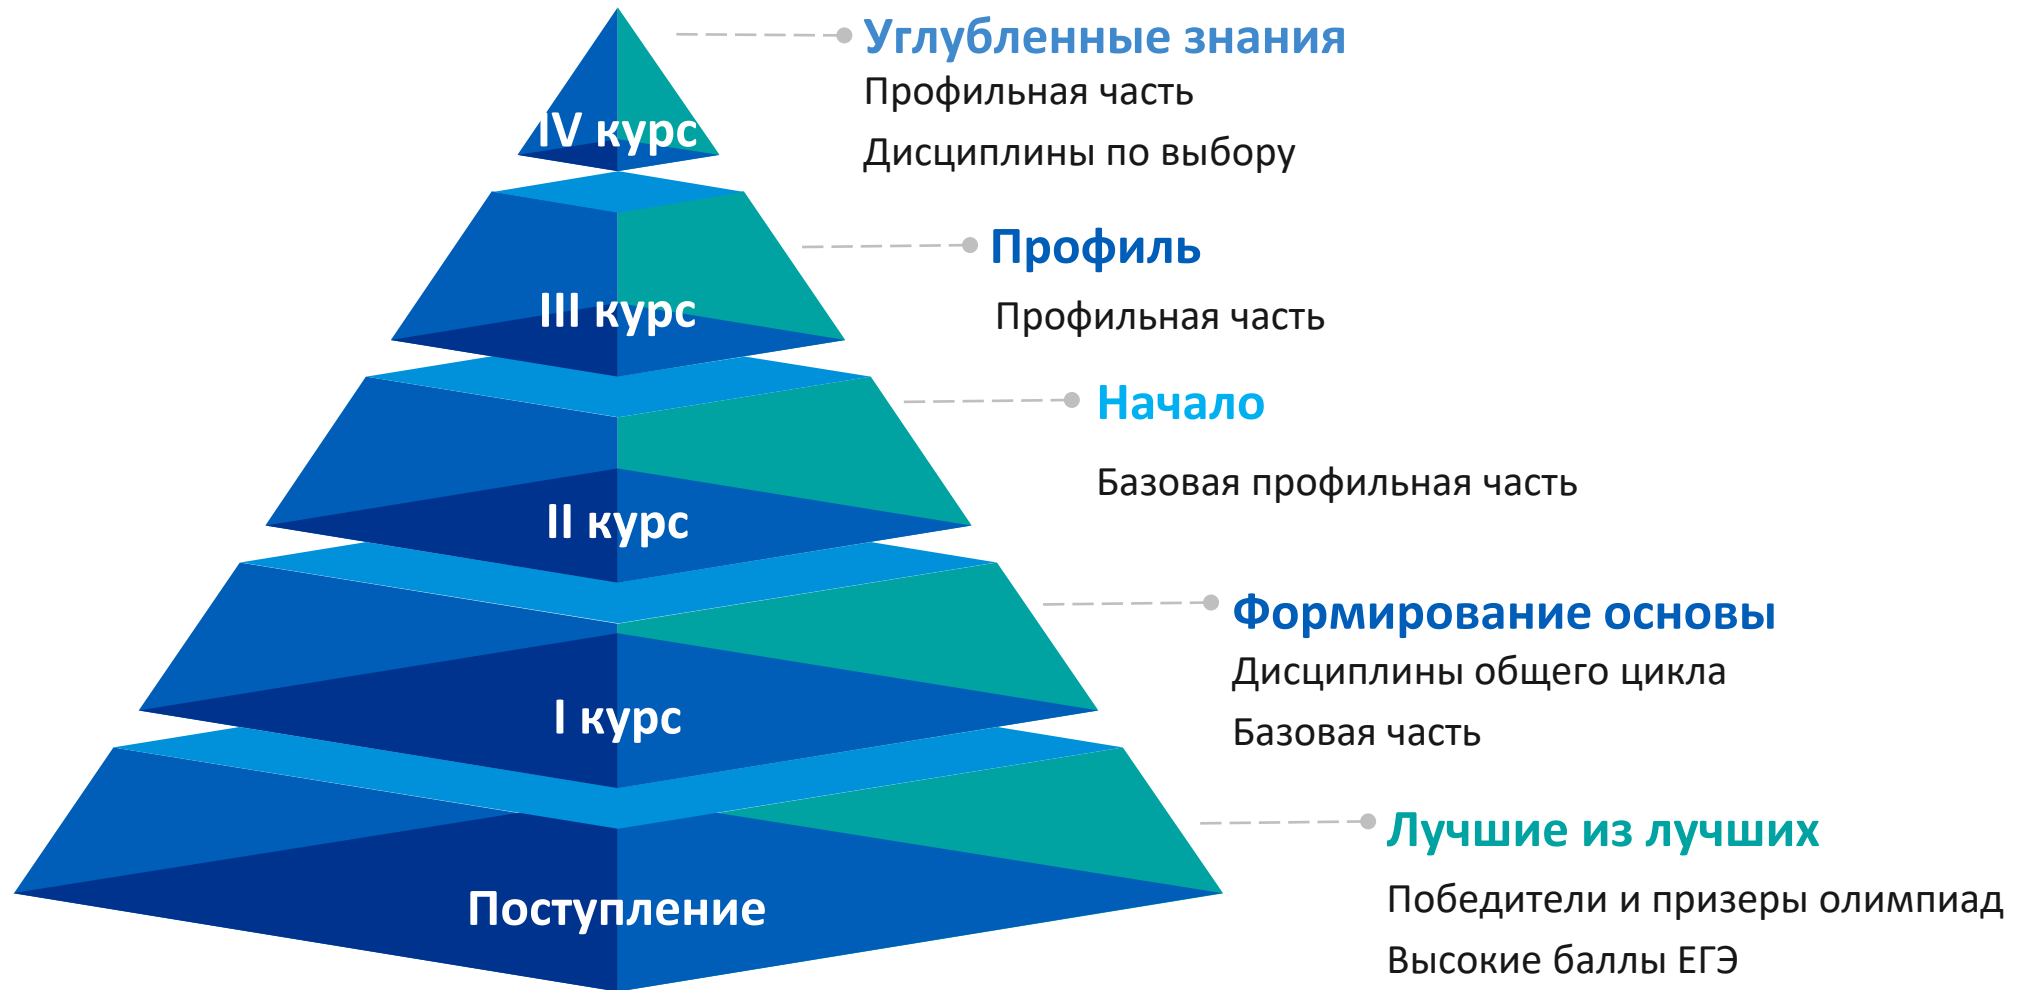 Углубленные знания
Профильная часть
IV курс
Дисциплины по выбору
Профиль
III курс
Профильная часть
Начало
Базовая профильная часть
II курс
Формирование основы
Дисциплины общего цикла
I курс
Базовая часть
Лучшие из лучших
Победители и призеры олимпиад
Поступление
Высокие баллы ЕГЭ